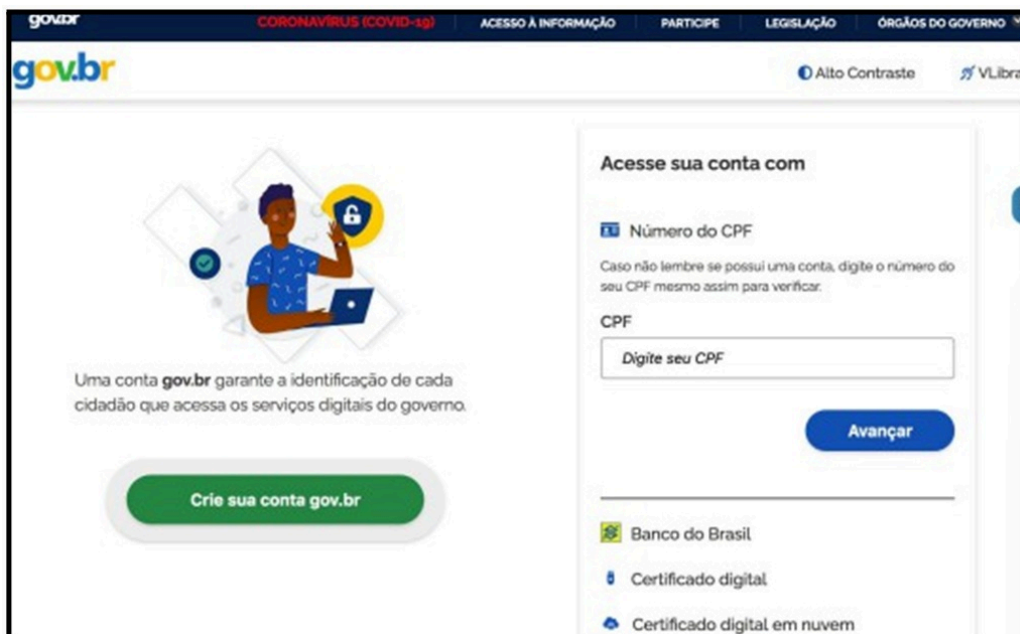 gov.br
CORONAVÍRUS (COVID-19)
ACESSO À INFORMAÇÃO
PARTICIPE
LEGISLAÇÃO
ÓRGÃOS DO GOVERNO
gov.br
Alto Contraste
VLibra
Uma conta gov.br garante a identificação de cada
cidadão que acessa os serviços digitais do governo.
Crie sua conta gov.br
Acesse sua conta com
Número do CPF
Caso não lembre se possui uma conta, digite o número do
seu CPF mesmo assim para verificar.
CPF
Digite seu CPF
Avançar
Banco do Brasil
Certificado digital
Certificado digital em nuvem